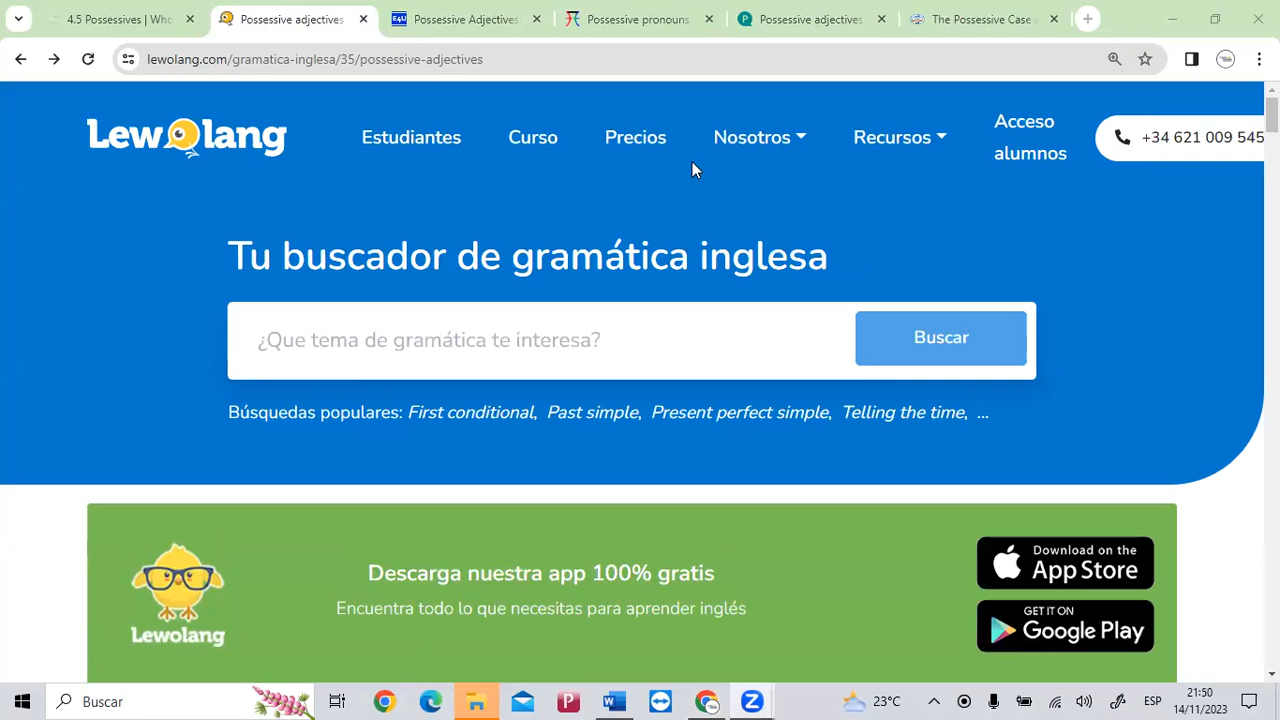 4.5 Possessives | Who
Possessive adjectives
E4U
Possessive Adjectives
Possessive pronouns
Possessive adjectives
The Possessive Case
lewolang.com/gramatica-inglesa/35/possessive-adjectives
Lewolang
Estudiantes
Curso
Precios
Nosotros
Recursos
Acceso
alumnos
+34 621 009 545
Tu buscador de gramática inglesa
¿Que tema de gramática te interesa?
Buscar
Búsquedas populares: First conditional, Past simple, Present perfect simple, Telling the time, ...
Lewolang
Descarga nuestra app 100% gratis
Encuentra todo lo que necesitas para aprender inglés
Download on the
App Store
GET IT ON
Google Play
Buscar
23°C
ESP
21:50
14/11/2023